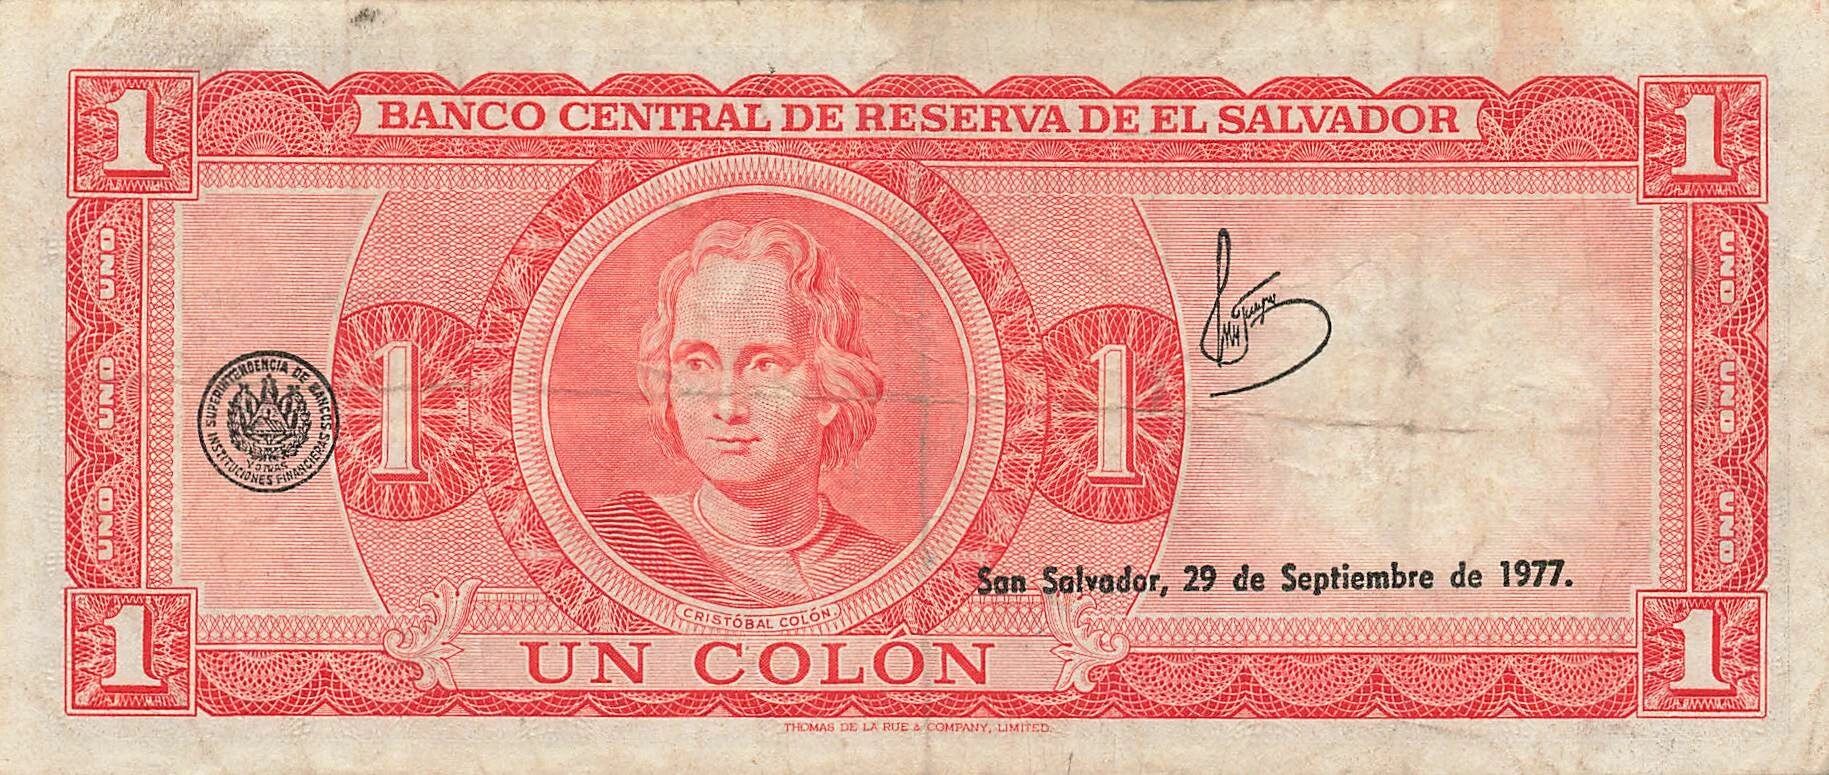 1
BANCO CENTRAL DE RESERVA DE EL SALVADOR
1
UNO UNO UNO
SUPERINTENDENCIA DE BANCOS
Y OTRAS
INSTITUCIONES FINANCIERAS
1
1
UNO UNO UNO
San Salvador, 29 de Septiembre de 1977.
CRISTÓBAL COLÓN.
1
UN COLÓN
1
THOMAS DE LA RUE & COMPANY, LIMITED.